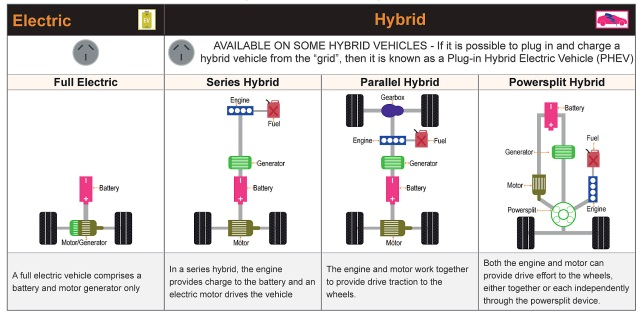 Electric
EV
Hybrid
AVAILABLE ON SOME HYBRID VEHICLES - If it is possible to plug in and charge a
hybrid vehicle from the “grid”, then it is known as a Plug-in Hybrid Electric Vehicle (PHEV)
Full Electric
Battery
Motor/Generator
A full electric vehicle comprises a
battery and motor generator only
Series Hybrid
Engine
Fuel
Generator
Battery
Motor
In a series hybrid, the engine
provides charge to the battery and an
electric motor drives the vehicle
Parallel Hybrid
Gearbox
Engine
Fuel
Generator
Battery
Motor
The engine and motor work together
to provide drive traction to the
wheels.
Powersplit Hybrid
Battery
Fuel
Generator
Motor
Powersplit
Engine
Both the engine and motor can
provide drive effort to the wheels,
either together or each independently
through the powersplit device.